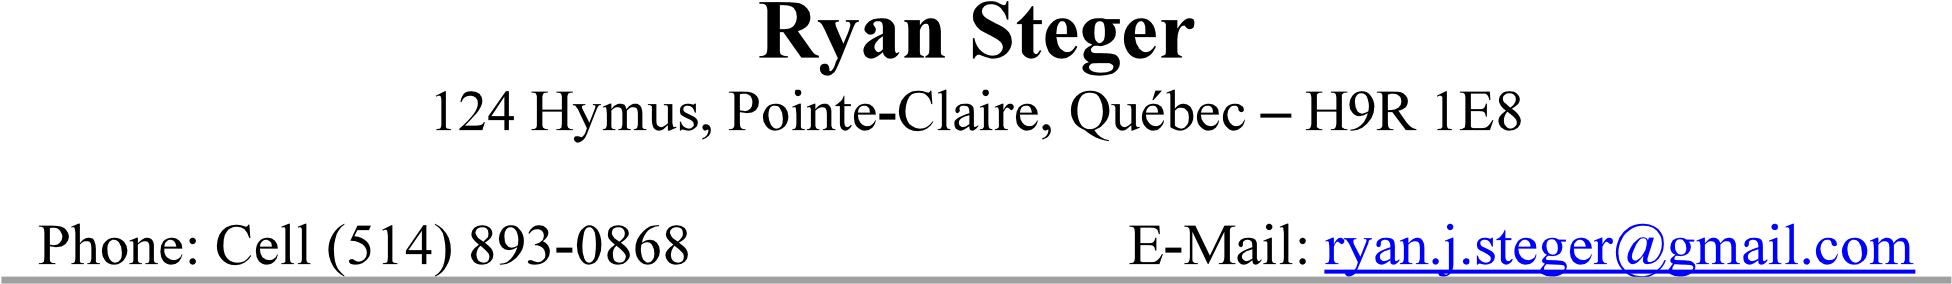 Ryan Steger
124 Hymus, Pointe-Claire, Québec – H9R 1E8
Phone: Cell (514) 893-0868 E-Mail: ryan.j.steger@gmail.com